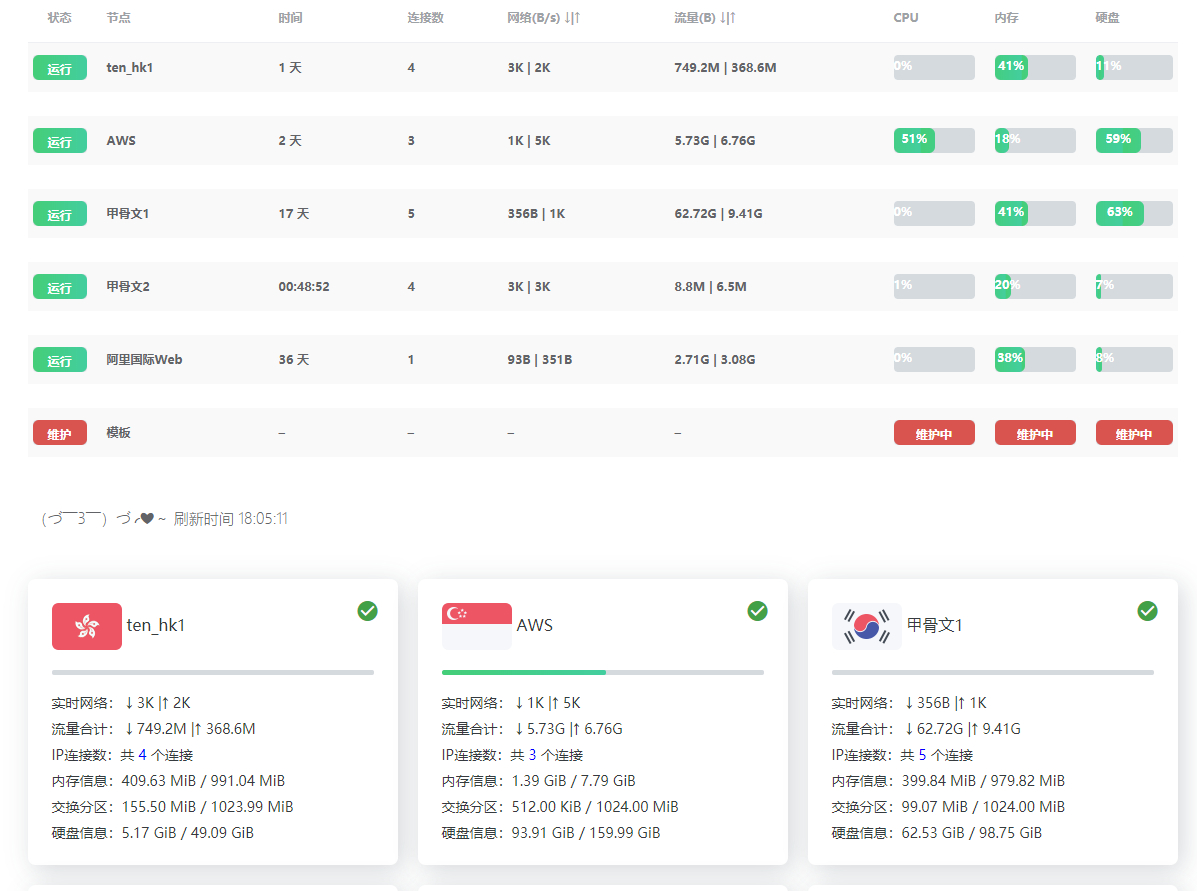 状态 节点 时间 连接数 网络(B/s) ↓|↑ 流量(B) ↓|↑ CPU 内存 硬盘
运行 ten_hk1 1 天 4 3K | 2K 749.2M | 368.6M 0% 41% 11%
运行 AWS 2 天 3 1K | 5K 5.73G | 6.76G 51% 18% 59%
运行 甲骨文1 17 天 5 356B | 1K 62.72G | 9.41G 0% 41% 63%
运行 甲骨文2 00:48:52 4 3K | 3K 8.8M | 6.5M 1% 20% 7%
运行 阿里国际Web 36 天 1 93B | 351B 2.71G | 3.08G 0% 38% 8%
维护 模板 – – – – 维护中 维护中 维护中
(づ￣3￣) づ╭❤～ 刷新时间 18:05:11
ten_hk1
实时网络：↓3K |↑ 2K
流量合计：↓749.2M |↑ 368.6M
IP连接数：共 4 个连接
内存信息：409.63 MiB / 991.04 MiB
交换分区：155.50 MiB / 1023.99 MiB
硬盘信息：5.17 GiB / 49.09 GiB
AWS
实时网络：↓1K |↑ 5K
流量合计：↓5.73G |↑ 6.76G
IP连接数：共 3 个连接
内存信息：1.39 GiB / 7.79 GiB
交换分区：512.00 KiB / 1024.00 MiB
硬盘信息：93.91 GiB / 159.99 GiB
甲骨文1
实时网络：↓356B |↑ 1K
流量合计：↓62.72G |↑ 9.41G
IP连接数：共 5 个连接
内存信息：399.84 MiB / 979.82 MiB
交换分区：99.07 MiB / 1024.00 MiB
硬盘信息：62.53 GiB / 98.75 GiB